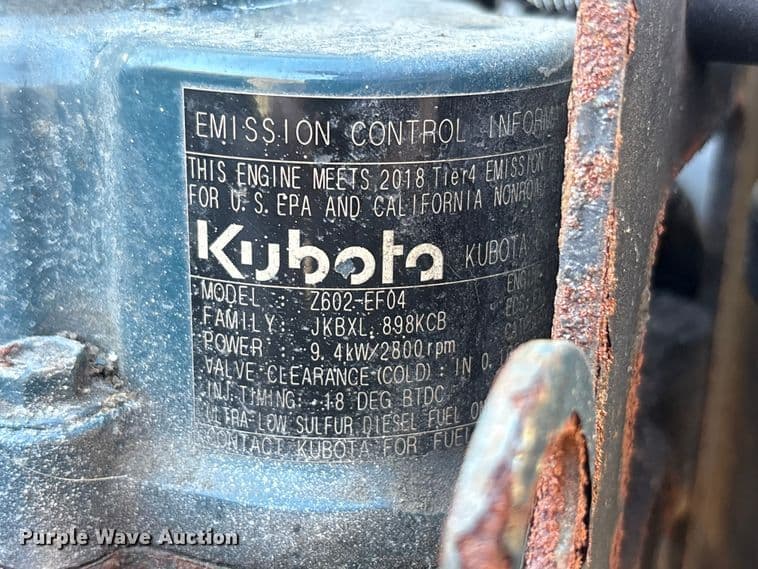 EMISSION CONTROL INFORM
THIS ENGINE MEETS 2018 Tier4 EMISSION
FOR U.S.EPA AND CALIFORNIA NONRO
Kubota KUBOTA
MODEL : Z602-EF04
FAMILY : JKBXL.898KCB
POWER : 9.4kW/2800rpm
VALVE CLEARANCE(COLD) : IN 0.
INJ.TIMING: 18 DEG BTDC
ULTRA-LOW SULFUR DIESEL FUEL ON
CONTACT KUBOTA FOR FUEL
Purple Wave Auction